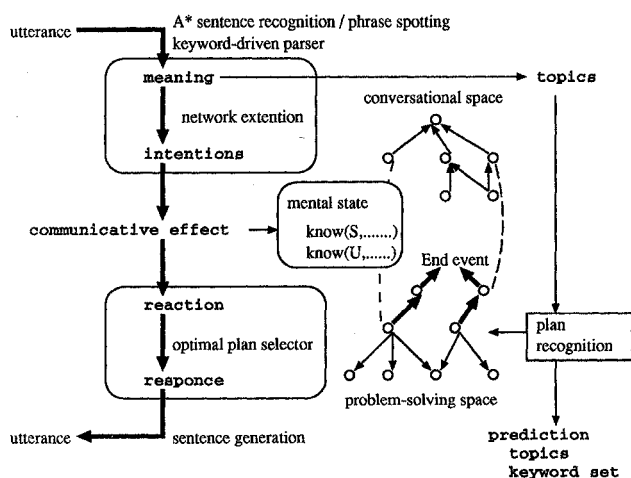 A* sentence recognition / phrase spotting
utterance
keyword-driven parser
meaning
topics
conversational space
network extention
intentions
mental state
know(S,.......)
know(U,......)
communicative effect
End event
reaction
plan
recognition
optimal plan selector
responce
problem-solving space
utterance
sentence generation
prediction
topics
keyword set